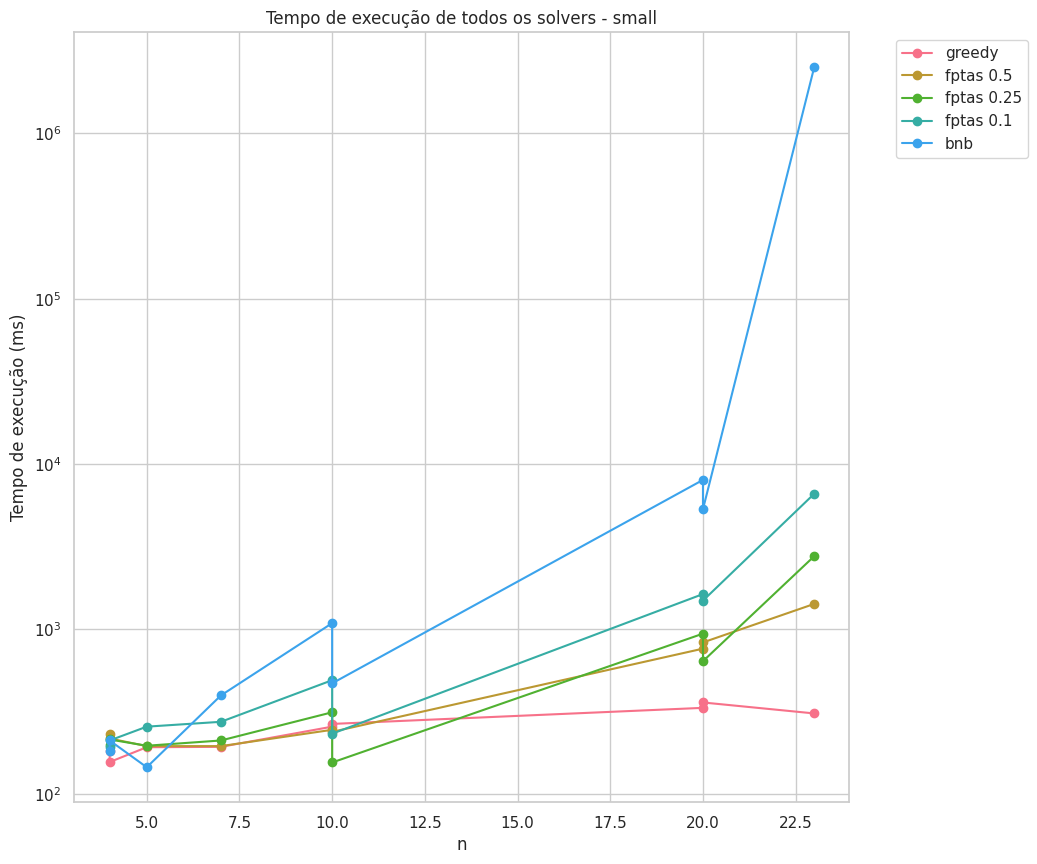 Tempo de execução de todos os solvers - small
greedy
fptas 0.5
fptas 0.25
fptas 0.1
bnb
Tempo de execução (ms)
10^6
10^5
10^4
10^3
10^2
5.0 7.5 10.0 12.5 15.0 17.5 20.0 22.5
n